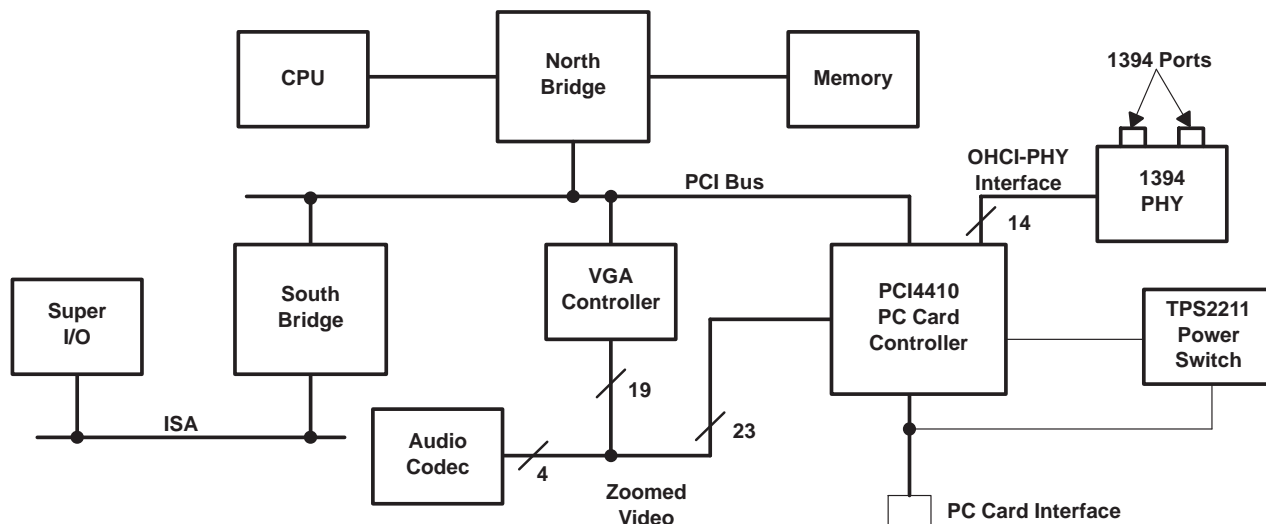 CPU
North
Bridge
Memory
1394 Ports
OHCI-PHY
Interface
1394
PHY
PCI Bus
14
Super
I/O
South
Bridge
VGA
Controller
PCI4410
PC Card
Controller
TPS2211
Power
Switch
19
ISA
Audio
Codec
4
23
Zoomed
Video
PC Card Interface